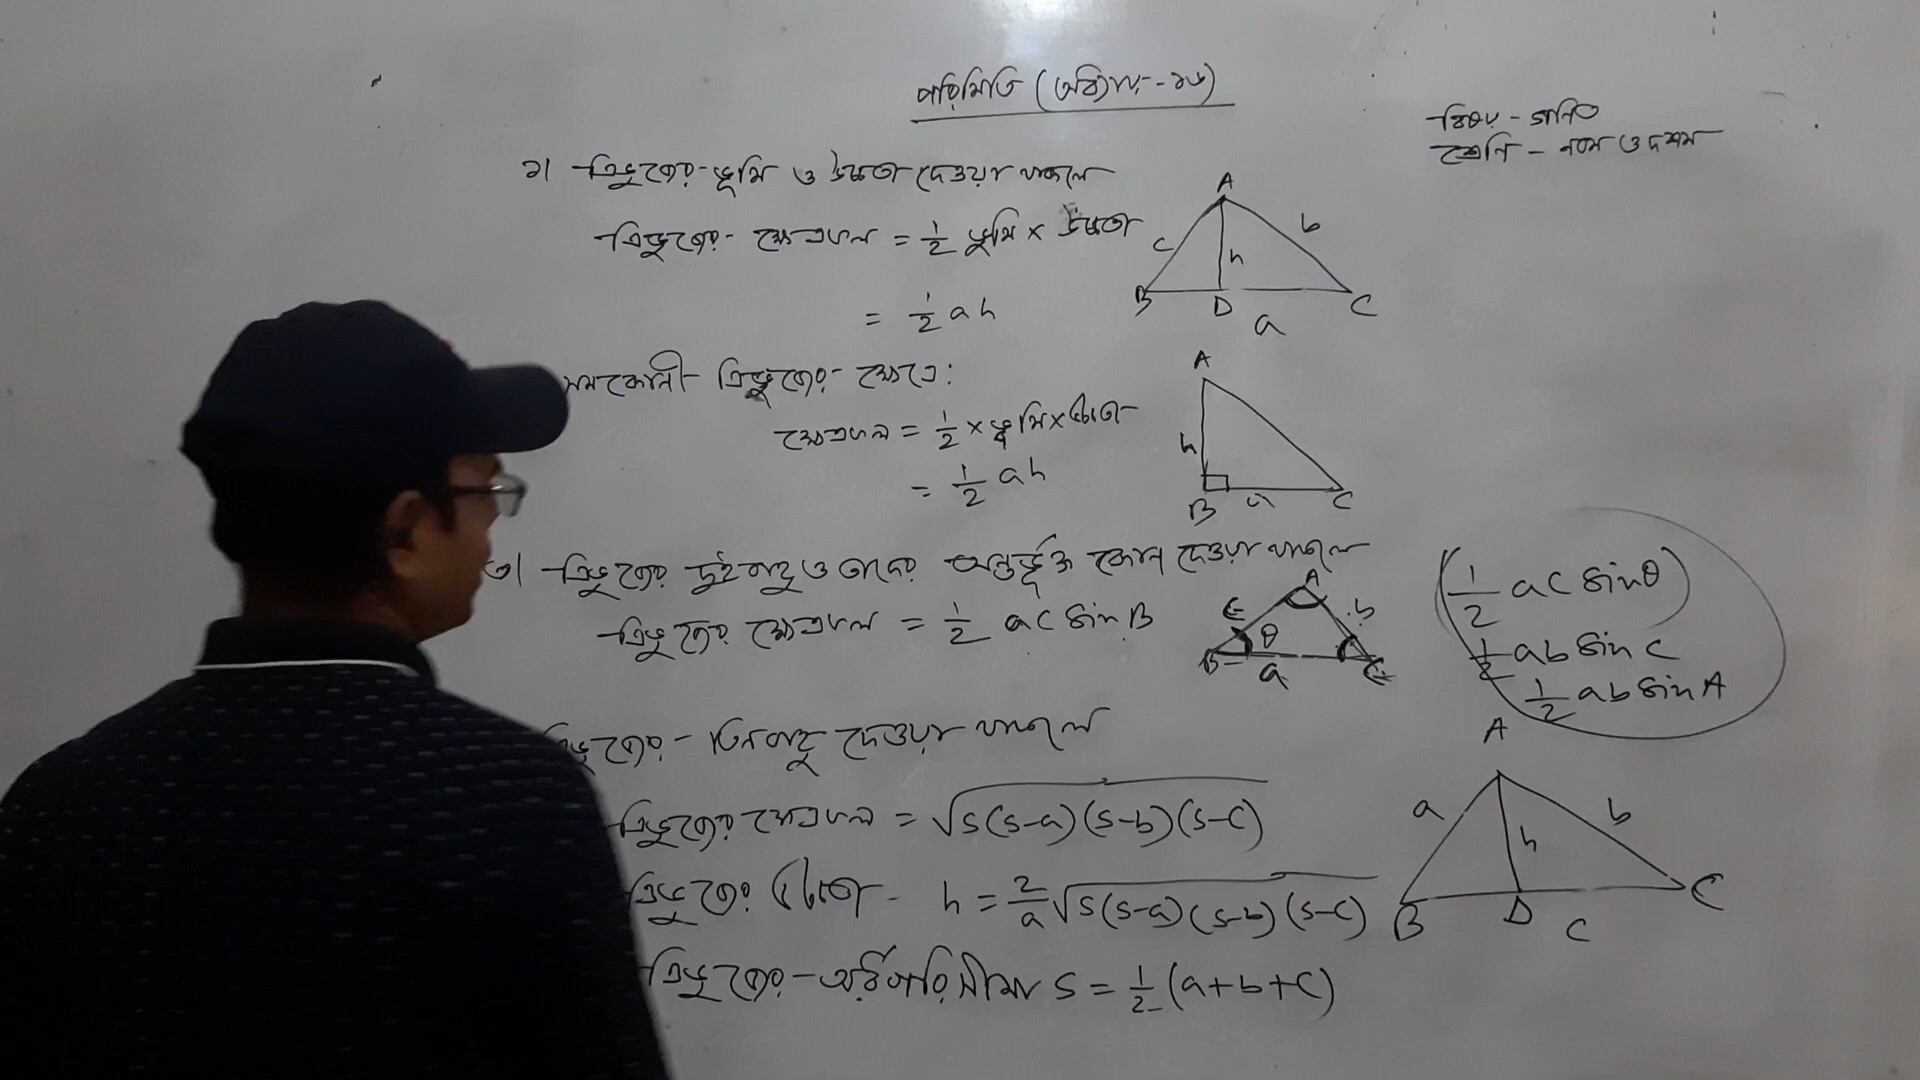 পরিমিতি (অধ্যায়-১৬)
বিষয় - গনিত
শ্রেনি - নবম ও দশম
১। ত্রিভুজের ভূমি ও উচ্চতা দেওয়া থাকলে
ত্রিভুজের ক্ষেত্রফল = 1/2 ভূমি × উচ্চতা
= 1/2 ah
A
c b
h
B D C
a
সমকোনী ত্রিভুজের ক্ষেত্রে:
ক্ষেত্রফল = 1/2 × ভূমি × উচ্চতা
= 1/2 ah
A
h
B a C
৩। ত্রিভুজের দুই বাহু ও তাদের অন্তর্ভূক্ত কোন দেওয়া থাকলে
ত্রিভুজের ক্ষেত্রফল = 1/2 ac sin B
A
c b
θ
B a C
(1/2 ac sinθ)
1/2 ab sin C
1/2 ab sin A
ত্রিভুজের তিনবাহু দেওয়া থাকলে
ত্রিভুজের ক্ষেত্রফল = √s(s-a)(s-b)(s-c)
ত্রিভুজের উচ্চতা h = 2/a √s(s-a)(s-b)(s-c)
ত্রিভুজের অর্ধপরিসীমা s = 1/2 (a+b+c)
A
a b
h
B D C
c